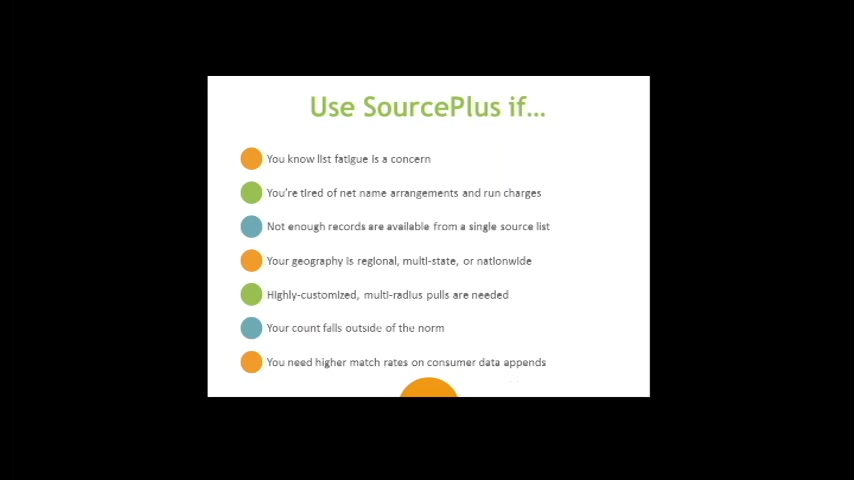 Use SourcePlus if...
You know list fatigue is a concern
You're tired of net name arrangements and run charges
Not enough records are available from a single source list
Your geography is regional, multi-state, or nationwide
Highly-customized, multi-radius pulls are needed
Your count falls outside of the norm
You need higher match rates on consumer data appends